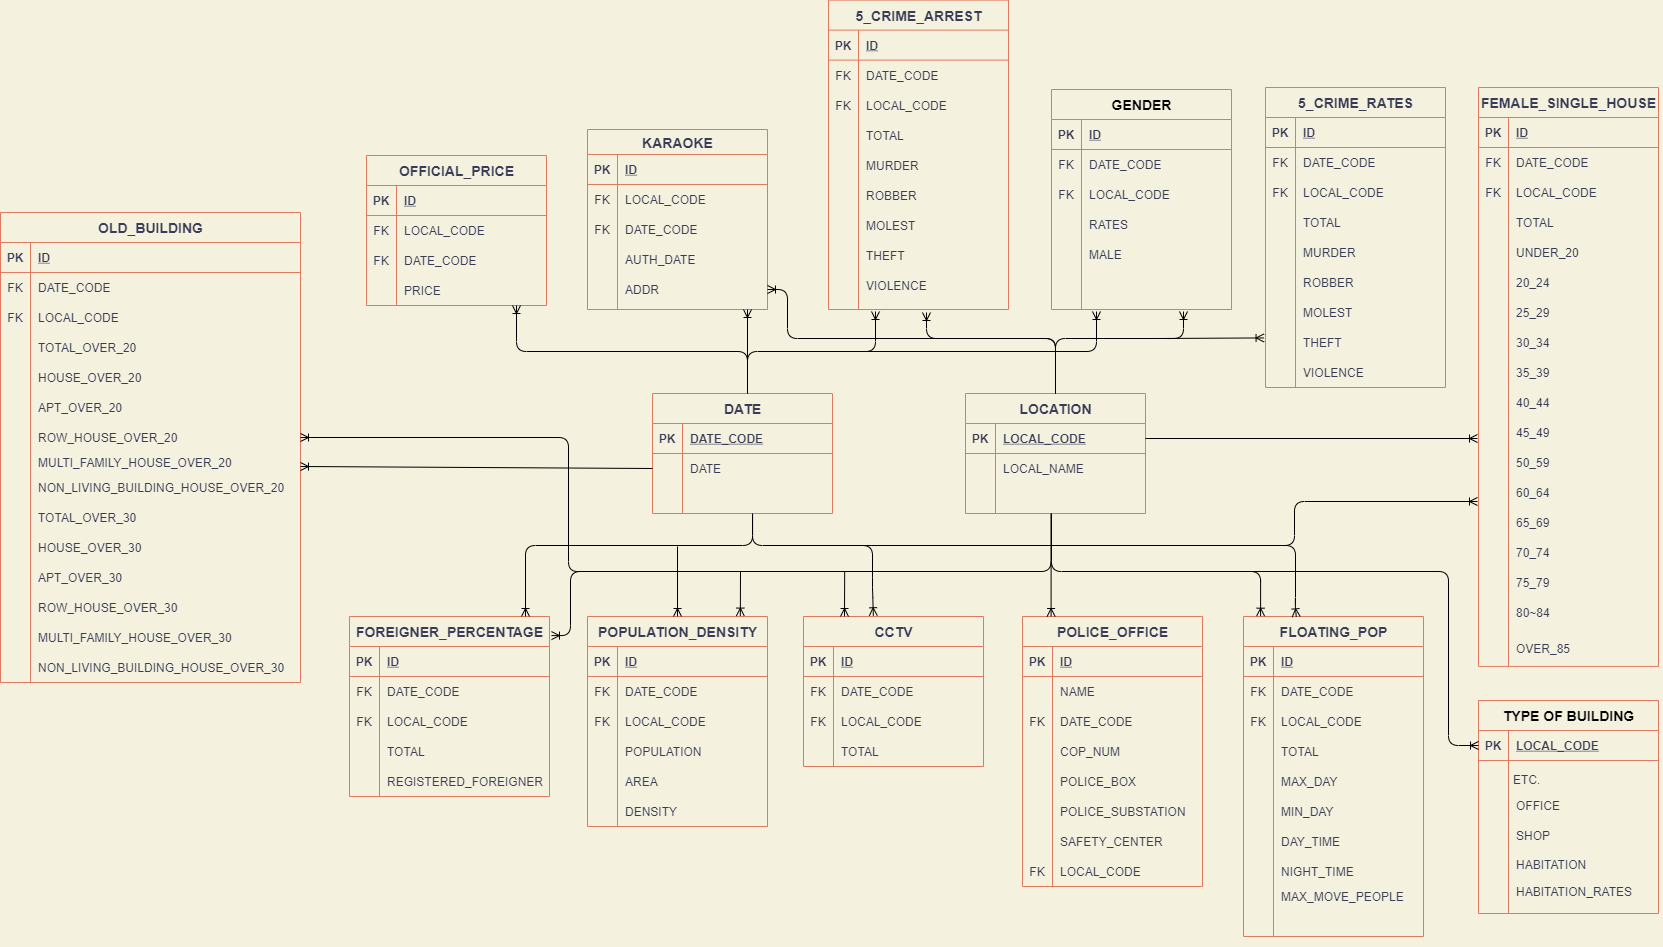 5_CRIME_ARREST
PK ID
FK DATE_CODE
FK LOCAL_CODE
TOTAL
MURDER
ROBBER
MOLEST
THEFT
VIOLENCE
GENDER
PK ID
FK DATE_CODE
FK LOCAL_CODE
RATES
MALE
5_CRIME_RATES
PK ID
FK DATE_CODE
FK LOCAL_CODE
TOTAL
MURDER
ROBBER
MOLEST
THEFT
VIOLENCE
FEMALE_SINGLE_HOUSE
PK ID
FK DATE_CODE
FK LOCAL_CODE
TOTAL
UNDER_20
20_24
25_29
30_34
35_39
40_44
45_49
50_59
60_64
65_69
70_74
75_79
80~84
OVER_85
KARAOKE
PK ID
FK LOCAL_CODE
FK DATE_CODE
AUTH_DATE
ADDR
OFFICIAL_PRICE
PK ID
FK LOCAL_CODE
FK DATE_CODE
PRICE
OLD_BUILDING
PK ID
FK DATE_CODE
FK LOCAL_CODE
TOTAL_OVER_20
HOUSE_OVER_20
APT_OVER_20
ROW_HOUSE_OVER_20
MULTI_FAMILY_HOUSE_OVER_20
NON_LIVING_BUILDING_HOUSE_OVER_20
TOTAL_OVER_30
HOUSE_OVER_30
APT_OVER_30
ROW_HOUSE_OVER_30
MULTI_FAMILY_HOUSE_OVER_30
NON_LIVING_BUILDING_HOUSE_OVER_30
DATE
PK DATE_CODE
DATE
LOCATION
PK LOCAL_CODE
LOCAL_NAME
FOREIGNER_PERCENTAGE
PK ID
FK DATE_CODE
FK LOCAL_CODE
TOTAL
REGISTERED_FOREIGNER
POPULATION_DENSITY
PK ID
FK DATE_CODE
FK LOCAL_CODE
POPULATION
AREA
DENSITY
CCTV
PK ID
FK DATE_CODE
FK LOCAL_CODE
TOTAL
POLICE_OFFICE
PK ID
NAME
FK DATE_CODE
COP_NUM
POLICE_BOX
POLICE_SUBSTATION
SAFETY_CENTER
FK LOCAL_CODE
FLOATING_POP
PK ID
FK DATE_CODE
FK LOCAL_CODE
TOTAL
MAX_DAY
MIN_DAY
DAY_TIME
NIGHT_TIME
MAX_MOVE_PEOPLE
TYPE OF BUILDING
PK LOCAL_CODE
ETC.
OFFICE
SHOP
HABITATION
HABITATION_RATES